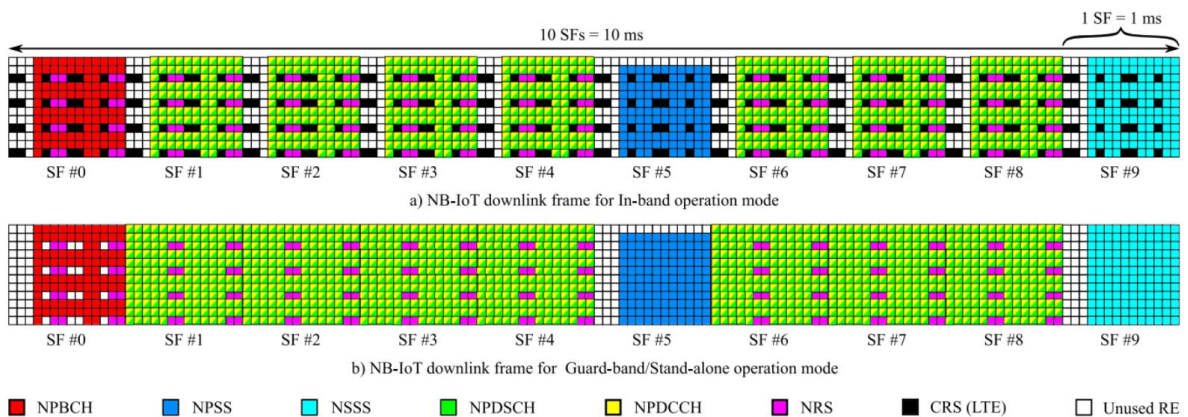 1 SF = 1 ms
10 SFs = 10 ms
SF #0 SF #1 SF #2 SF #3 SF #4 SF #5 SF #6 SF #7 SF #8 SF #9
a) NB-IoT downlink frame for In-band operation mode
SF #0 SF #1 SF #2 SF #3 SF #4 SF #5 SF #6 SF #7 SF #8 SF #9
b) NB-IoT downlink frame for Guard-band/Stand-alone operation mode
NPBCH NPSS NSSS NPDSCH NPDCCH NRS CRS (LTE) Unused RE